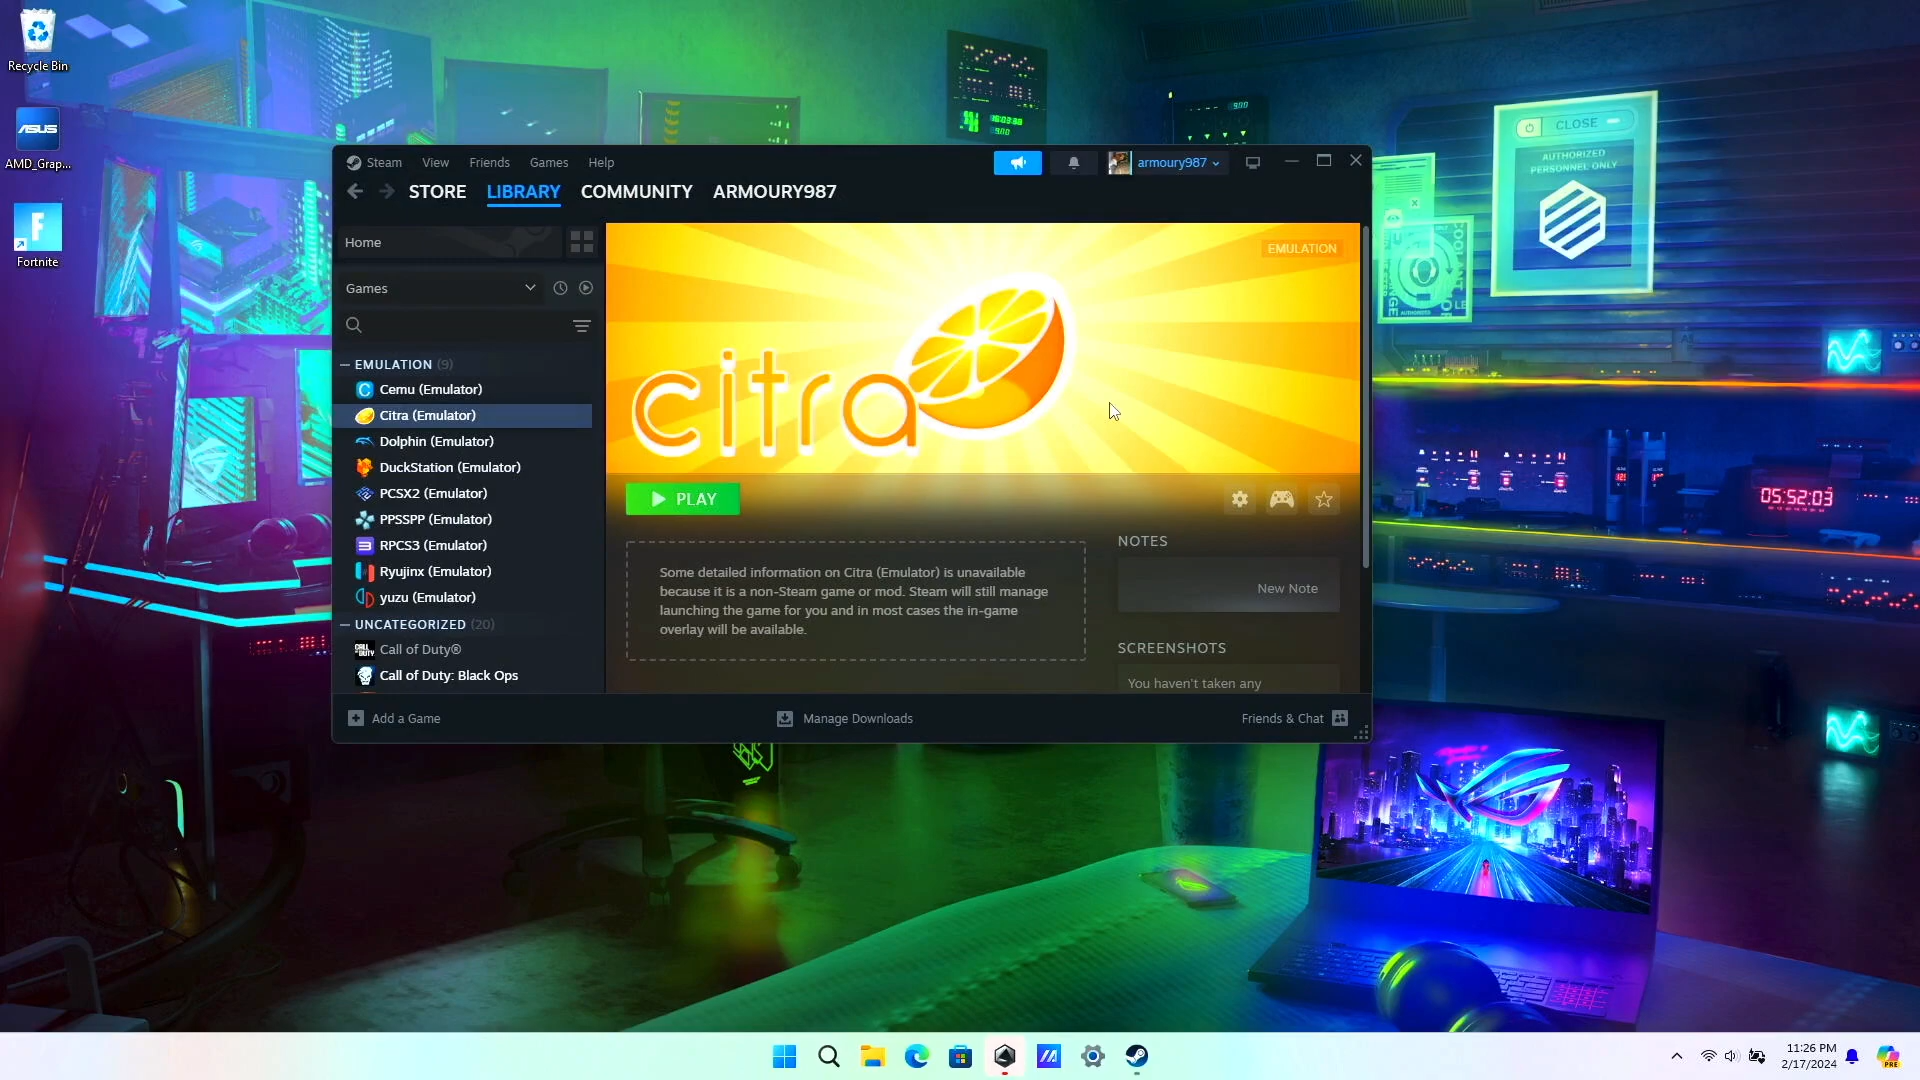 Recycle Bin
ASUS
AMD_Grap...
Fortnite
Steam View Friends Games Help
armoury987
STORE LIBRARY COMMUNITY ARMOURY987
Home
Games
EMULATION (9)
Cemu (Emulator)
Citra (Emulator)
Dolphin (Emulator)
DuckStation (Emulator)
PCSX2 (Emulator)
PPSSPP (Emulator)
RPCS3 (Emulator)
Ryujinx (Emulator)
yuzu (Emulator)
UNCATEGORIZED (20)
Call of Duty®
Call of Duty: Black Ops
EMULATION
citra
PLAY
Some detailed information on Citra (Emulator) is unavailable
because it is a non-Steam game or mod. Steam will still manage
launching the game for you and in most cases the in-game
overlay will be available.
NOTES
New Note
SCREENSHOTS
You haven't taken any
Add a Game
Manage Downloads
Friends & Chat
CLOSE
AUTHORIZED
PERSONNEL ONLY
05:52:03
11:26 PM
2/17/2024
PRE